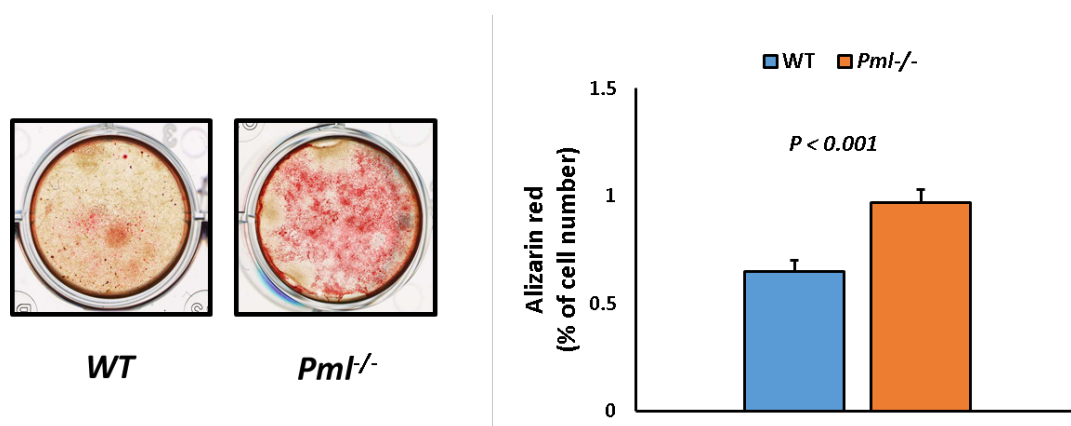 WT
Pml-/-
WT Pml-/-
1.5
1
0.5
0
P < 0.001
Alizarin red
(% of cell number)